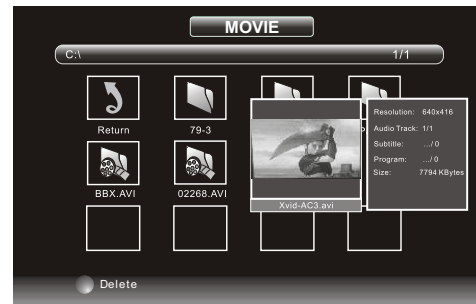 MOVIE
C:\ 1/1
Return 79-3
Resolution: 640x416
Audio Track: 1/1
Subtitle: .../ 0
Program: .../ 0
Size: 7794 KBytes
BBX.AVI 02268.AVI
Xvid-AC3.avi
Delete